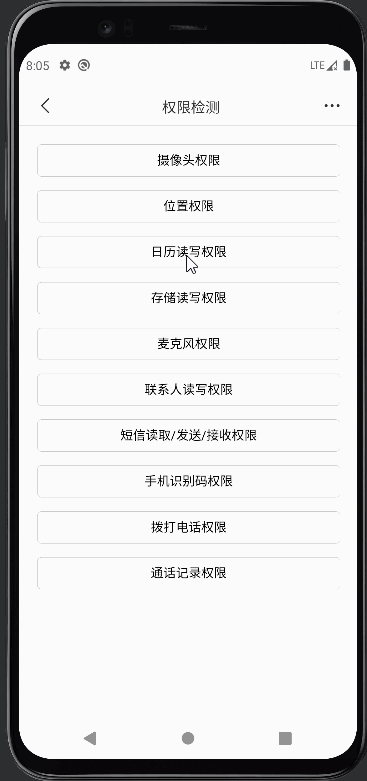 8:05 LTE
权限检测
摄像头权限
位置权限
日历读写权限
存储读写权限
麦克风权限
联系人读写权限
短信读取/发送/接收权限
手机识别码权限
拨打电话权限
通话记录权限